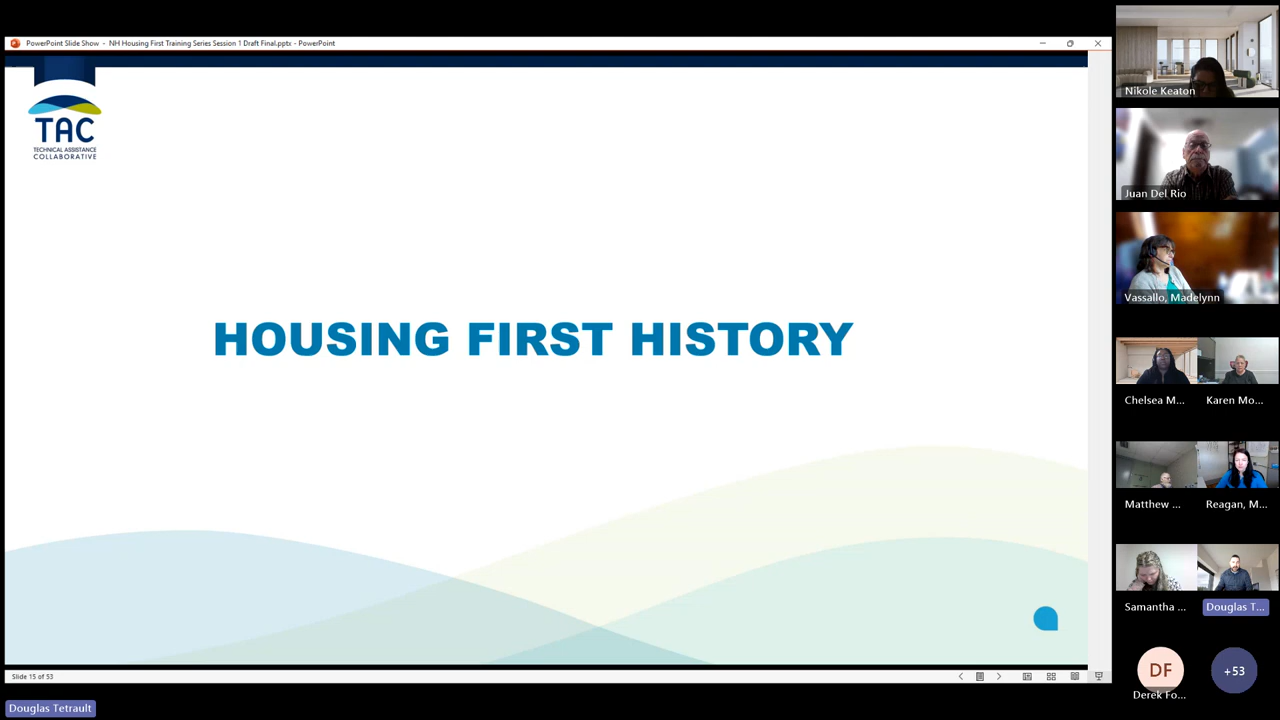 PowerPoint Slide Show - NH Housing First Training Series Session 1 Draft Final.pptx - PowerPoint
TAC
TECHNICAL ASSISTANCE
COLLABORATIVE
HOUSING FIRST HISTORY
Slide 15 of 53
Douglas Tetrault
Nikole Keaton
Juan Del Rio
Vassallo, Madelynn
Chelsea M...
Karen Mo...
Matthew ...
Reagan, M...
Samantha ...
Douglas T...
DF
+53
Derek Fo...